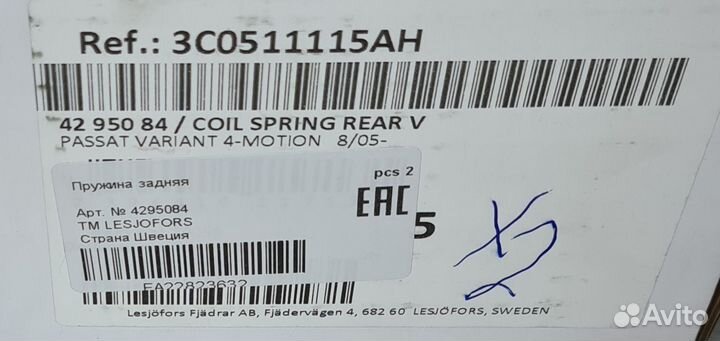 Ref.: 3C0511115AH
42 950 84 / COIL SPRING REAR V
PASSAT VARIANT 4-MOTION 8/05-
pcs 2
Пружина задняя
Арт. № 4295084
TM LESJOFORS
Страна Швеция
EAC
5
EA22823632
Lesjöfors Fjädrar AB, Fjädervägen 4, 682 60 LESJÖFORS, SWEDEN
Avito